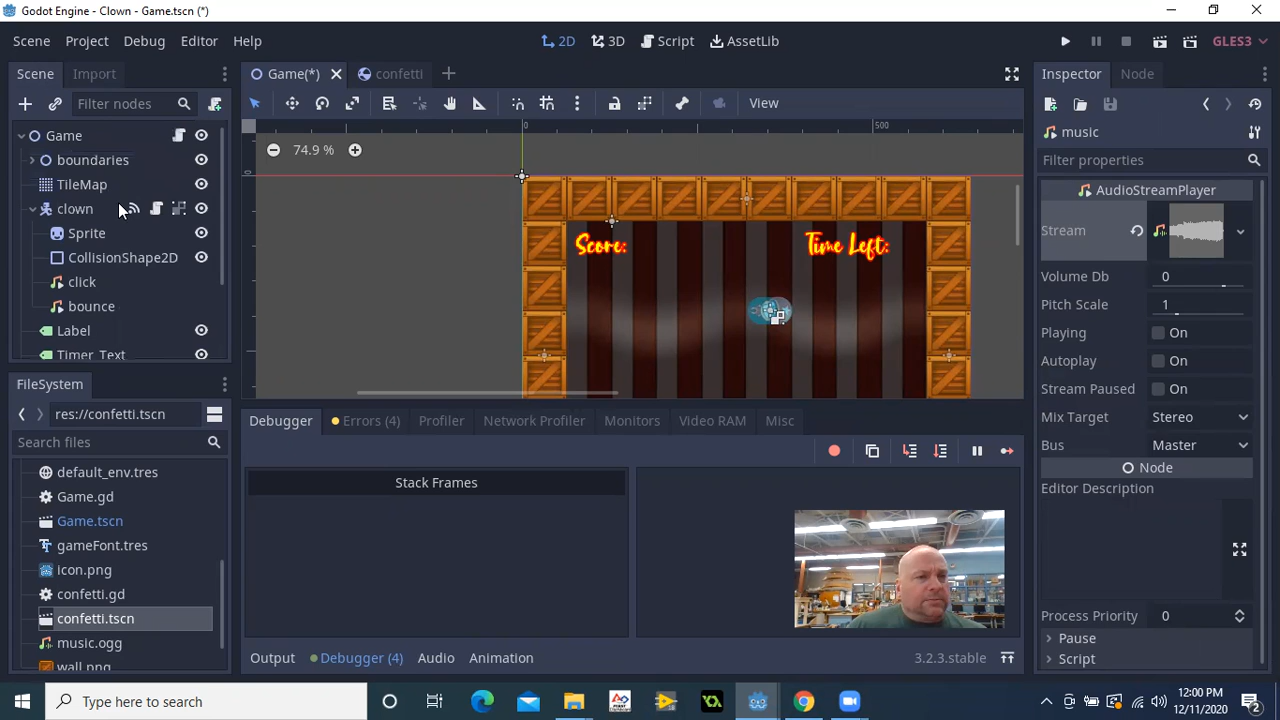 Godot Engine - Clown - Game.tscn (*)
Scene Project Debug Editor Help
2D 3D Script AssetLib
GLES3
Scene Import
Game(*) confetti
Inspector Node
Filter nodes
View
music
Filter properties
Game
boundaries
TileMap
clown
Sprite
CollisionShape2D
click
bounce
Label
Timer_Text
0 500
74.9 %
Score: Time Left:
AudioStreamPlayer
Stream
Volume Db 0
Pitch Scale 1
Playing On
Autoplay On
Stream Paused On
Mix Target Stereo
Bus Master
Node
Editor Description
Process Priority 0
Pause
Script
FileSystem
res://confetti.tscn
Search files
default_env.tres
Game.gd
Game.tscn
gameFont.tres
icon.png
confetti.gd
confetti.tscn
music.ogg
wall.png
Debugger Errors (4) Profiler Network Profiler Monitors Video RAM Misc
Stack Frames
Output Debugger (4) Audio Animation 3.2.3.stable
Type here to search
12:00 PM
12/11/2020
2